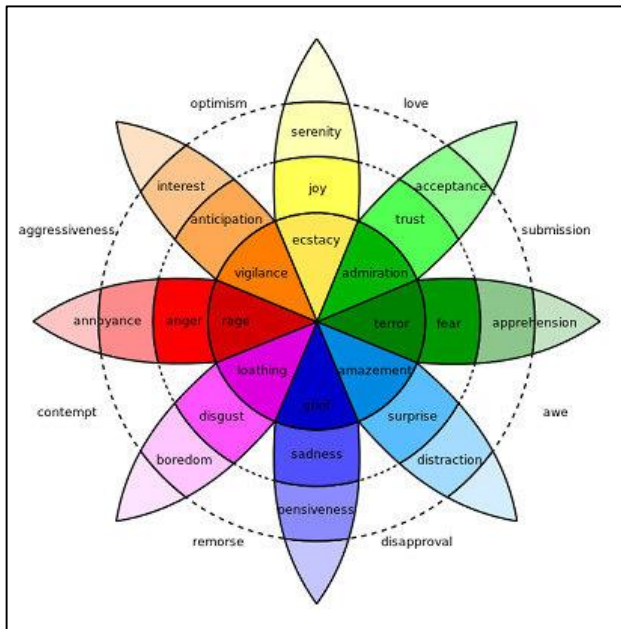 optimism
love
serenity
interest
joy
acceptance
anticipation
trust
aggressiveness
submission
ecstacy
vigilance
admiration
annoyance
anger
rage
terror
fear
apprehension
loathing
amazement
grief
contempt
disgust
surprise
awe
sadness
boredom
distraction
pensiveness
remorse
disapproval